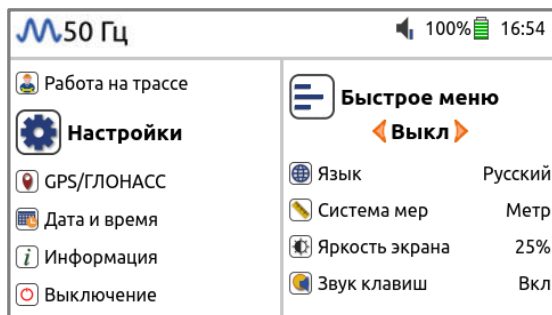 50 Гц 100% 16:54
Работа на трассе
Настройки
GPS/ГЛОНАСС
Дата и время
Информация
Выключение
Быстрое меню
Выкл
Язык Русский
Система мер Метр
Яркость экрана 25%
Звук клавиш Вкл